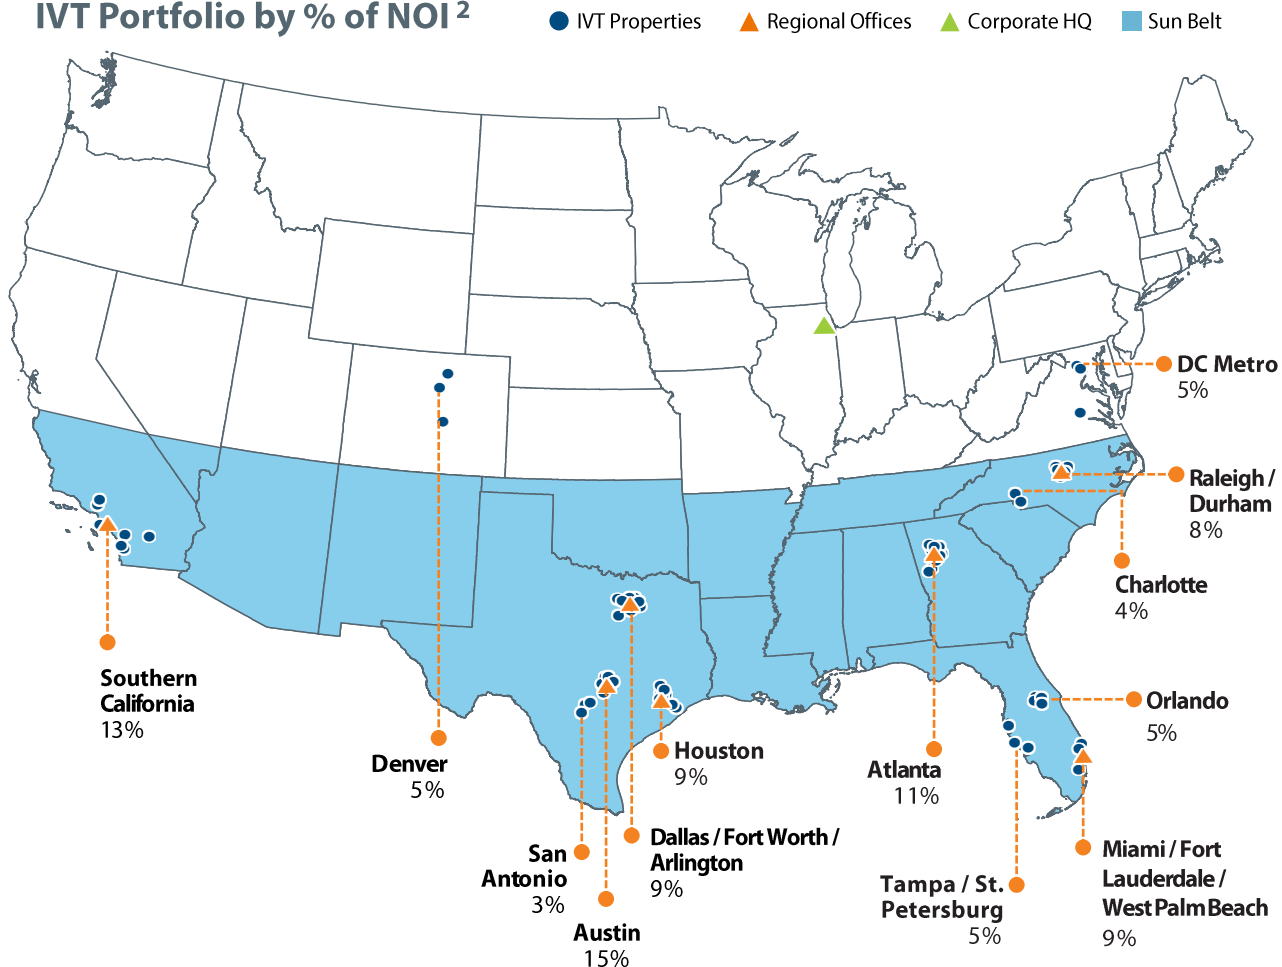 IVT Portfolio by % of NOI 2
IVT Properties
Regional Offices
Corporate HQ
Sun Belt
DC Metro
5%
Raleigh /
Durham
8%
Charlotte
4%
Southern
California
13%
Orlando
5%
Denver
5%
Houston
9%
Atlanta
11%
San
Antonio
3%
Dallas / Fort Worth /
Arlington
9%
Austin
15%
Tampa / St.
Petersburg
5%
Miami / Fort
Lauderdale /
West Palm Beach
9%